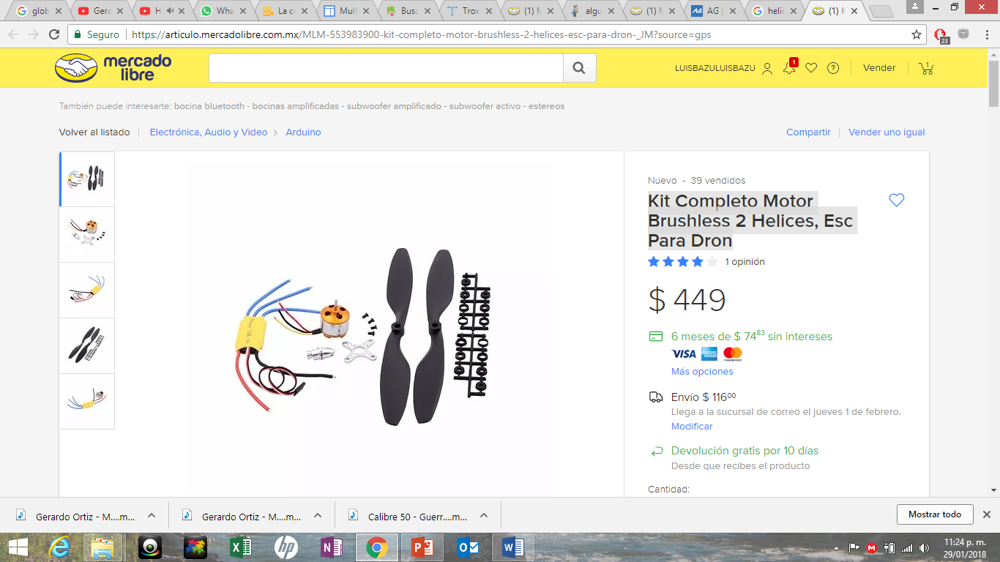 glob
Gera
H
Wha
La c
Mult
Busc
Trox
(1) M
algu
(1) M
AG |
helic
(1) K
Seguro
https://articulo.mercadolibre.com.mx/MLM-553983900-kit-completo-motor-brushless-2-helices-esc-para-dron-_JM?source=gps
23
mercado
libre
LUISBAZULUISBAZU
1
Vender
1
También puede interesarte: bocina bluetooth - bocinas amplificadas - subwoofer amplificado - subwoofer activo - estereos
Volver al listado
Electrónica, Audio y Video > Arduino
Compartir
Vender uno igual
Nuevo - 39 vendidos
Kit Completo Motor
Brushless 2 Helices, Esc
Para Dron
1 opinión
$ 449
6 meses de $ 74⁸³ sin intereses
VISA
Más opciones
Envío $ 116⁰⁰
Llega a la sucursal de correo el jueves 1 de febrero.
Modificar
Devolución gratis por 10 días
Desde que recibes el producto
Cantidad:
Gerardo Ortiz - M....m...
Gerardo Ortiz - M....m...
Calibre 50 - Guerr....m...
Mostrar todo
11:24 p. m.
29/01/2018